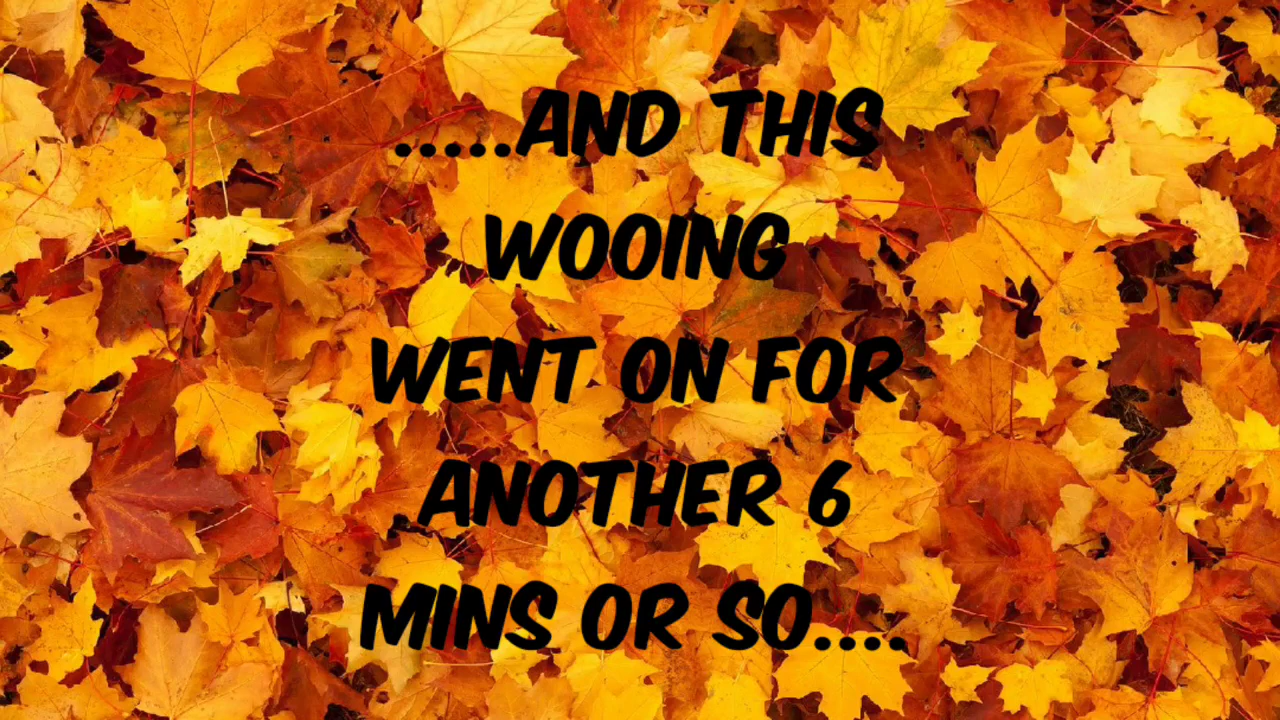 .....AND THIS
WOOING
WENT ON FOR
ANOTHER 6
MINS OR SO....